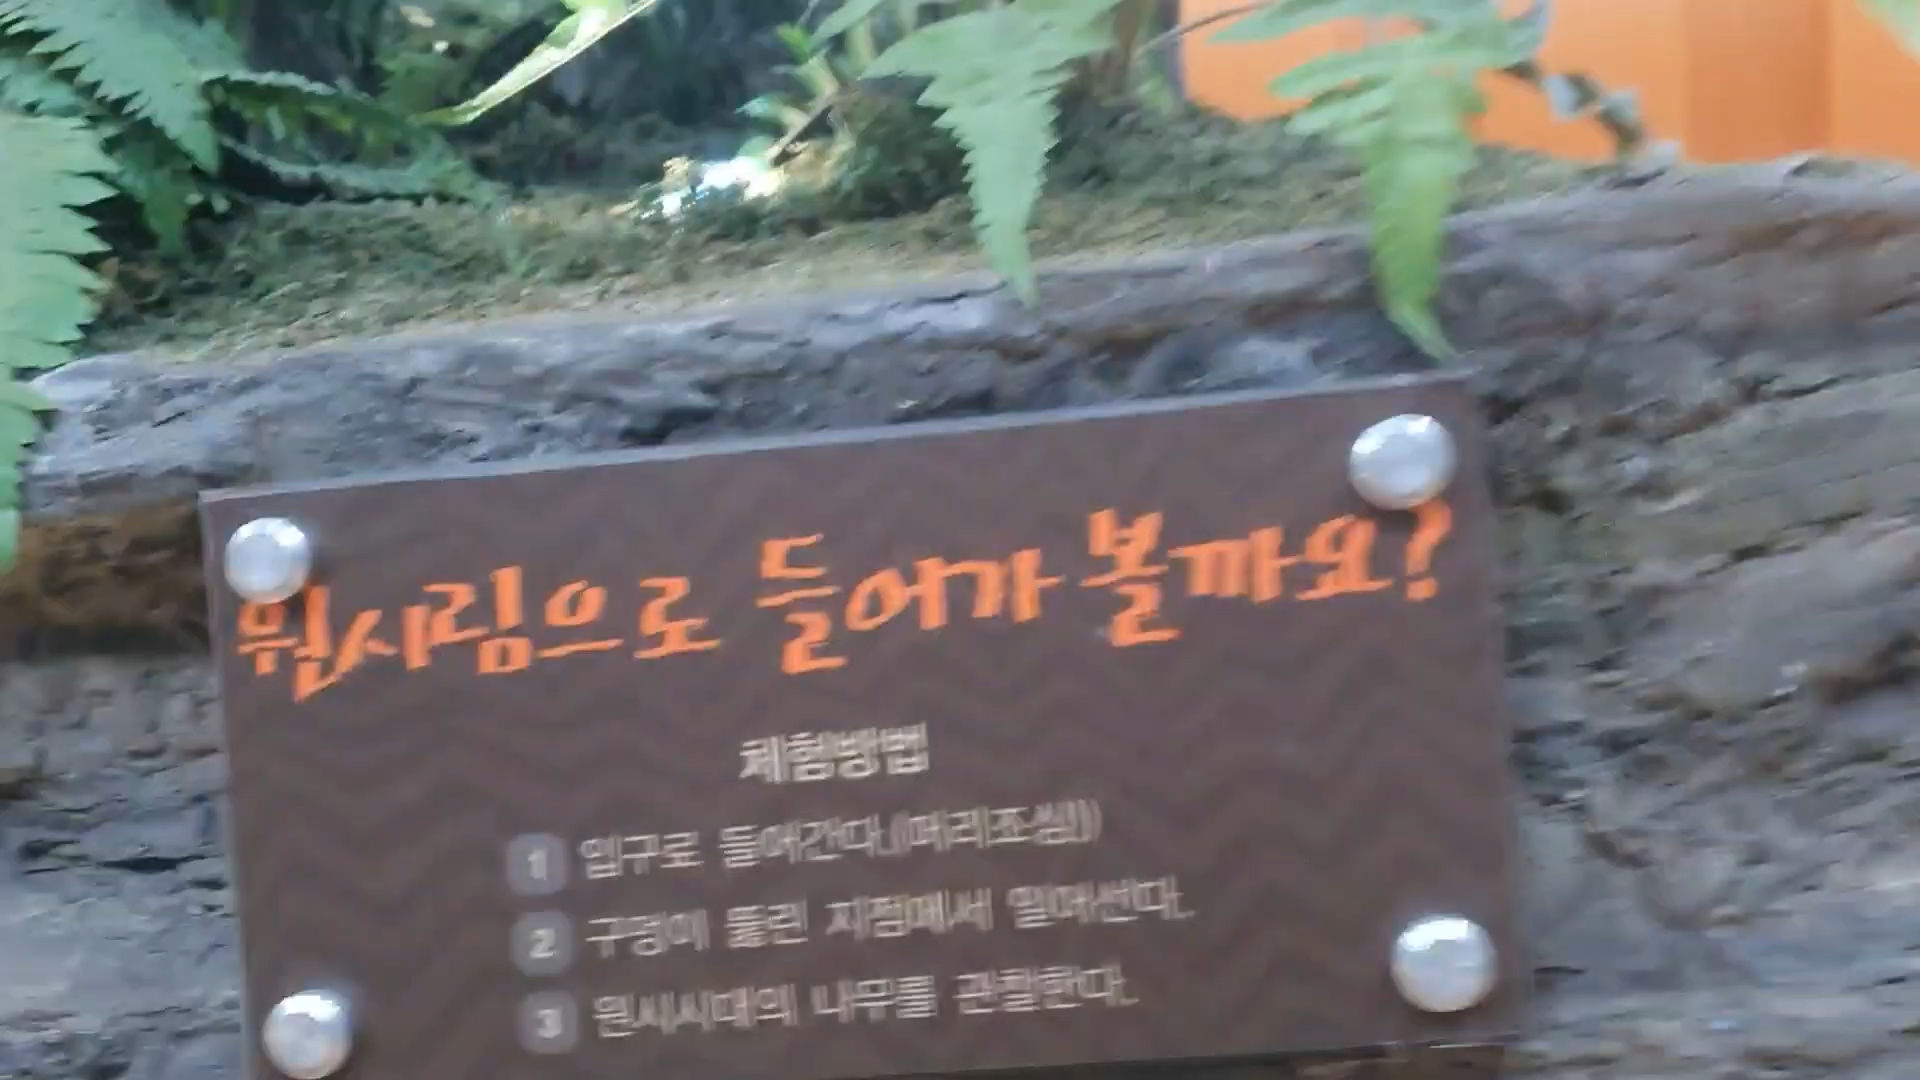 원시림으로 들어가 볼까요?
체험방법
1 입구로 들어간다.(머리조심!)
2 구멍이 뚫린 지점에서 일어선다.
3 원시시대의 나무를 관찰한다.